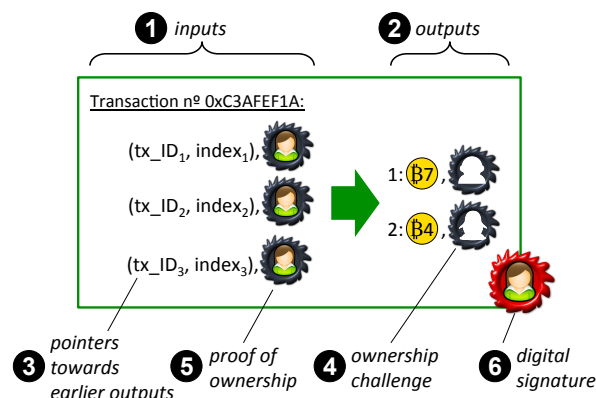 1 inputs
2 outputs
Transaction nº 0xC3AFEF1A:
(tx_ID₁, index₁),
(tx_ID₂, index₂),
(tx_ID₃, index₃),
1: ₿7 ,
2: ₿4 ,
3 pointers
towards
earlier outputs
5 proof of
ownership
4 ownership
challenge
6 digital
signature